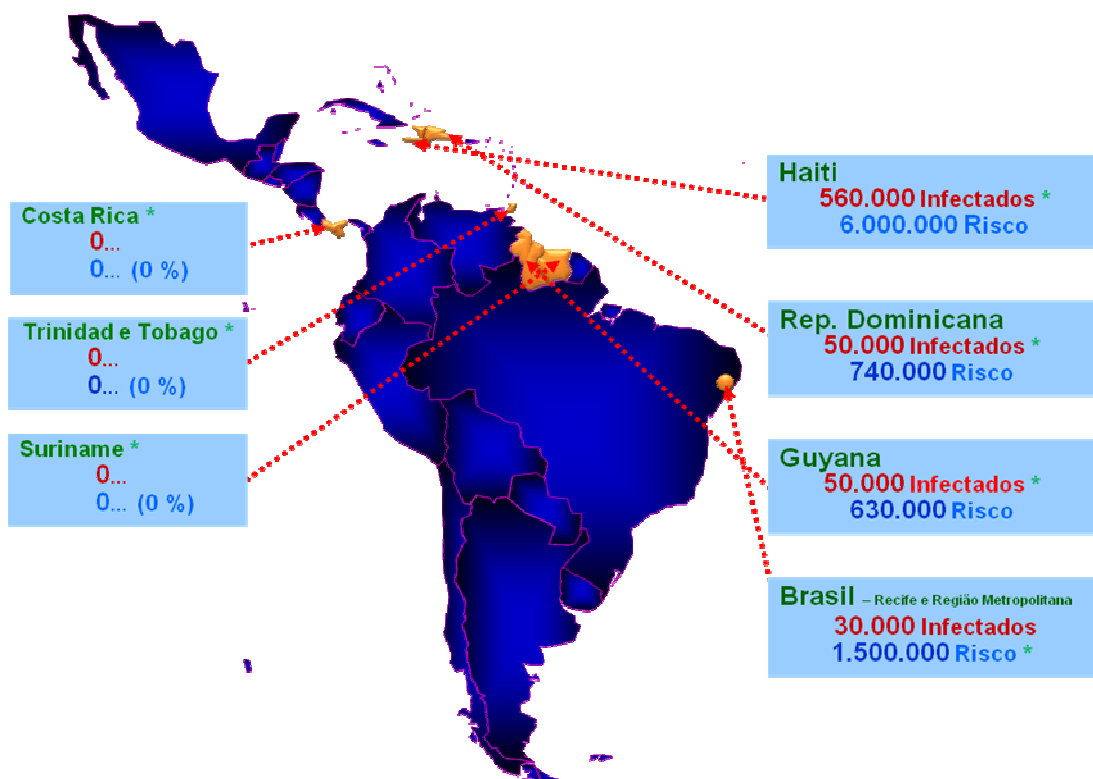 Costa Rica *
0...
0... (0 %)
Trinidad e Tobago *
0...
0... (0 %)
Suriname *
0...
0... (0 %)
Haiti
560.000 Infectados *
6.000.000 Risco
Rep. Dominicana
50.000 Infectados *
740.000 Risco
Guyana
50.000 Infectados *
630.000 Risco
Brasil – Recife e Região Metropolitana
30.000 Infectados
1.500.000 Risco *